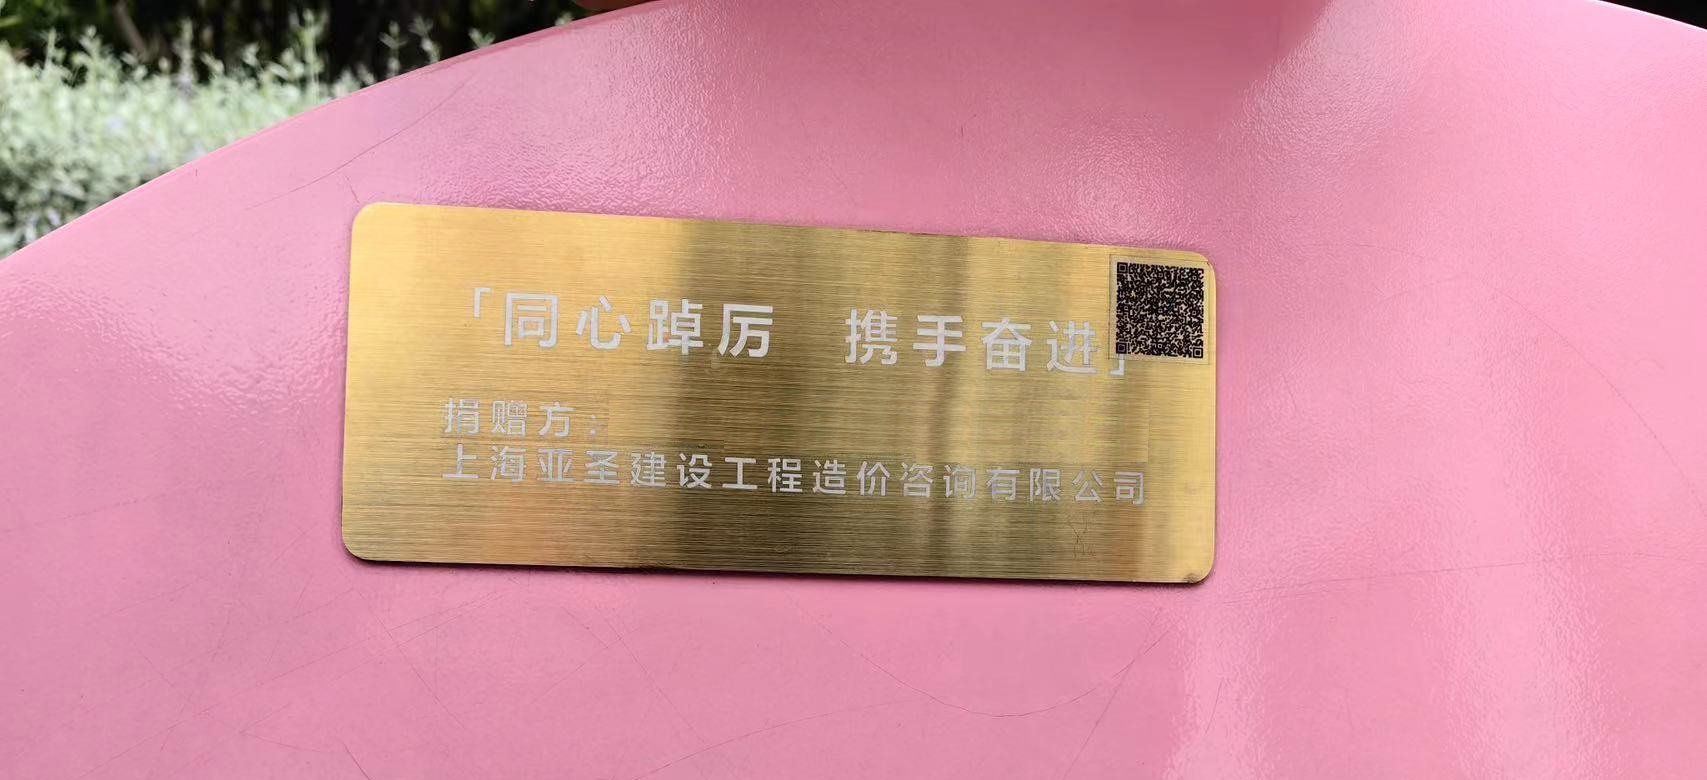 「同心踔厉 携手奋进」
捐赠方：
上海亚圣建设工程造价咨询有限公司